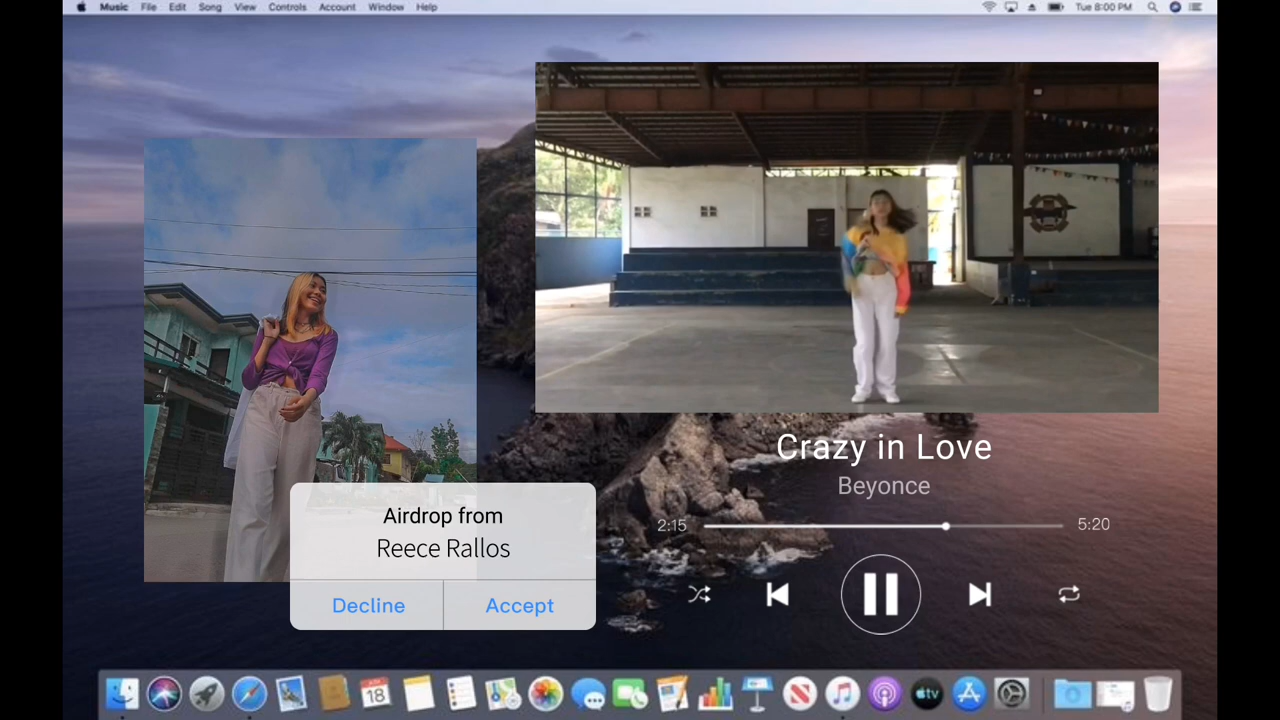 Music File Edit Song View Controls Account Window Help
Tue 8:00 PM
Crazy in Love
Beyonce
2:15
5:20
Airdrop from
Reece Rallos
Decline
Accept
18
tv